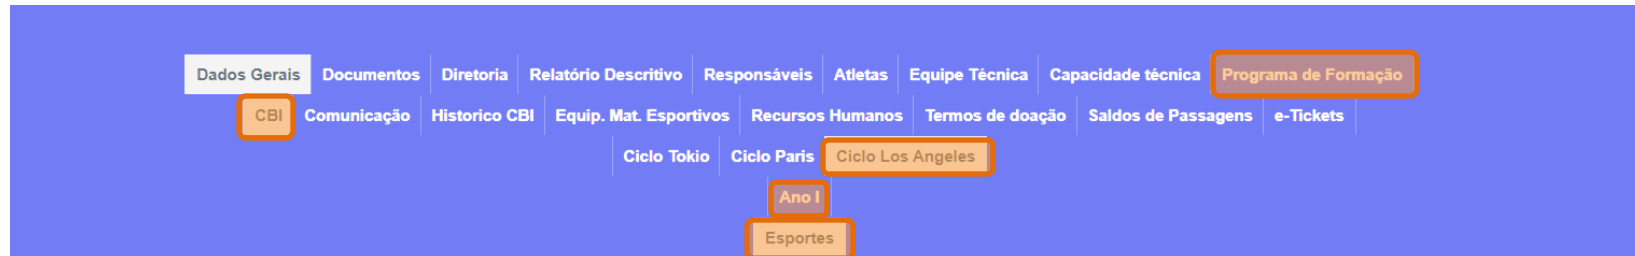 Dados Gerais Documentos Diretoria Relatório Descritivo Responsáveis Atletas Equipe Técnica Capacidade técnica Programa de Formação
CBI Comunicação Historico CBI Equip. Mat. Esportivos Recursos Humanos Termos de doação Saldos de Passagens e-Tickets
Ciclo Tokio Ciclo Paris Ciclo Los Angeles
Ano I
Esportes